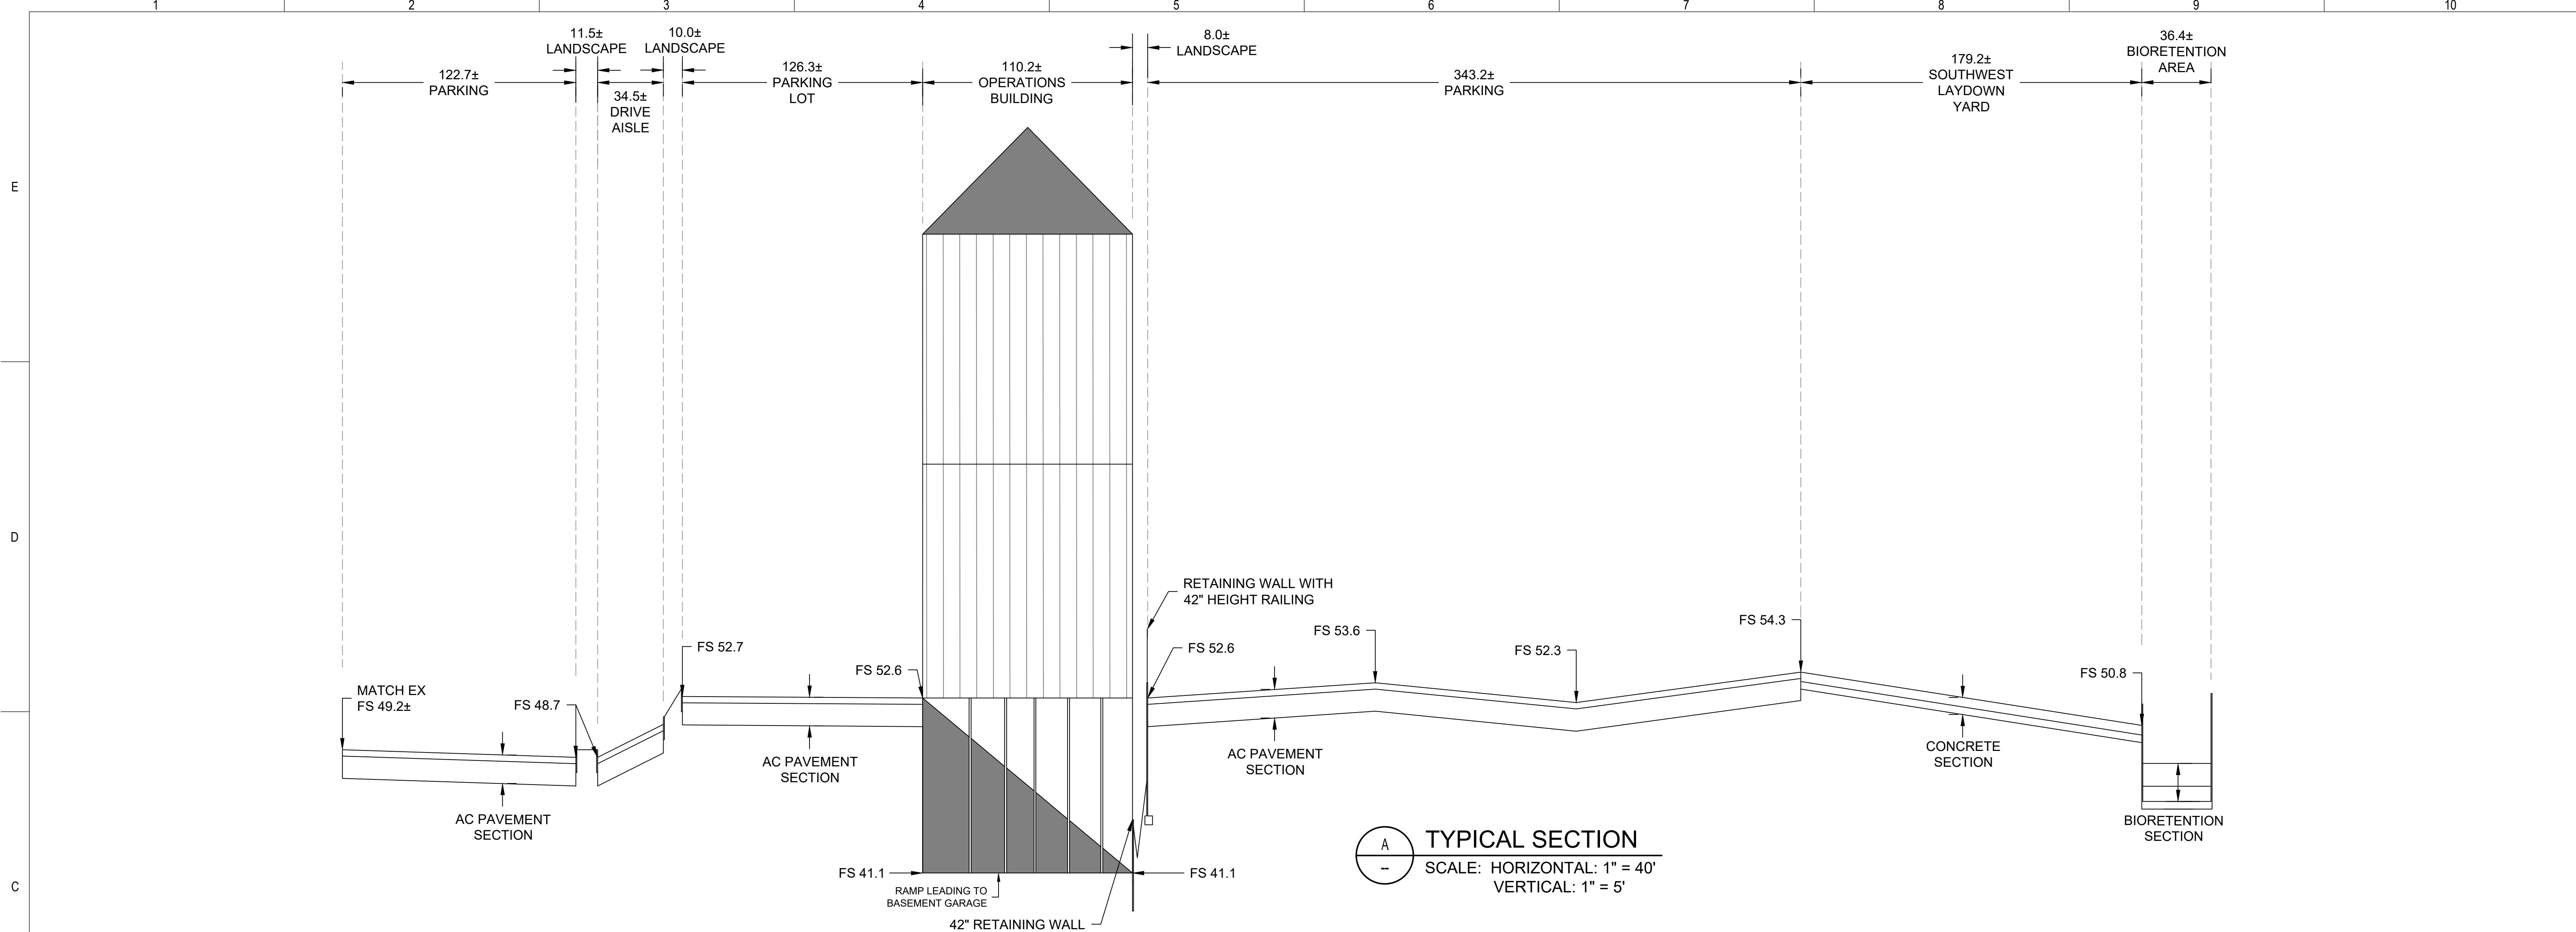 1 2 3 4 5 6 7 8 9 10
11.5±
LANDSCAPE
10.0±
LANDSCAPE
8.0±
LANDSCAPE
36.4±
BIORETENTION
AREA
122.7±
PARKING
34.5±
DRIVE
AISLE
126.3±
PARKING
LOT
110.2±
OPERATIONS
BUILDING
343.2±
PARKING
179.2±
SOUTHWEST
LAYDOWN
YARD
E
D
C
RETAINING WALL WITH
42" HEIGHT RAILING
MATCH EX
FS 49.2±
FS 48.7
FS 52.7
FS 52.6
FS 52.6
FS 53.6
FS 52.3
FS 54.3
FS 50.8
AC PAVEMENT
SECTION
AC PAVEMENT
SECTION
AC PAVEMENT
SECTION
CONCRETE
SECTION
BIORETENTION
SECTION
FS 41.1
FS 41.1
RAMP LEADING TO
BASEMENT GARAGE
42" RETAINING WALL
A
--
TYPICAL SECTION
SCALE: HORIZONTAL: 1" = 40'
VERTICAL: 1" = 5'